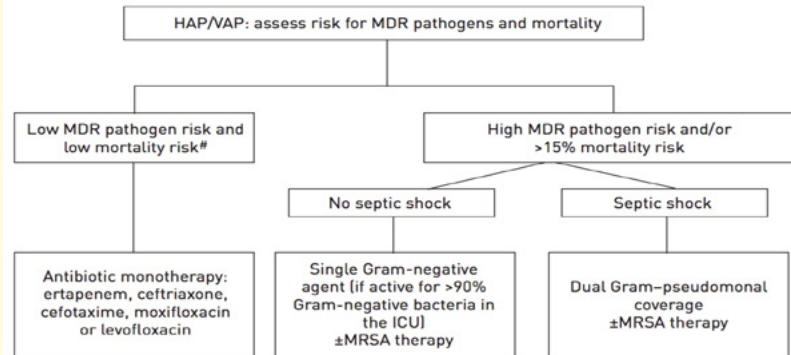 HAP/VAP: assess risk for MDR pathogens and mortality
Low MDR pathogen risk and
low mortality risk#
High MDR pathogen risk and/or
>15% mortality risk
No septic shock
Septic shock
Antibiotic monotherapy:
ertapenem, ceftriaxone,
cefotaxime, moxifloxacin
or levofloxacin
Single Gram-negative
agent (if active for >90%
Gram-negative bacteria in
the ICU)
±MRSA therapy
Dual Gram–pseudomonal
coverage
±MRSA therapy